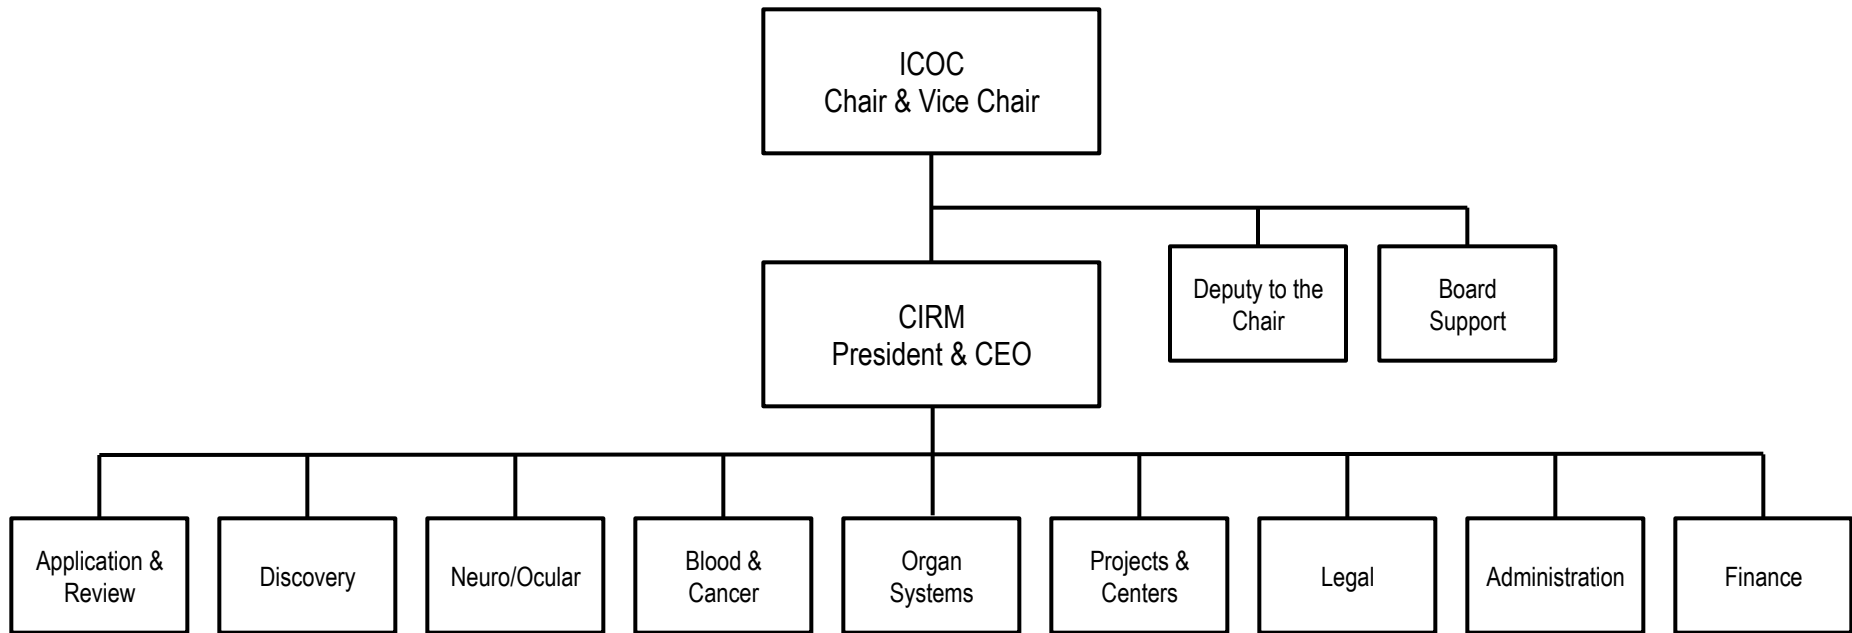 ICOC
Chair & Vice Chair
CIRM
President & CEO
Deputy to the
Chair
Board
Support
Application &
Review
Discovery
Neuro/Ocular
Blood &
Cancer
Organ
Systems
Projects &
Centers
Legal
Administration
Finance